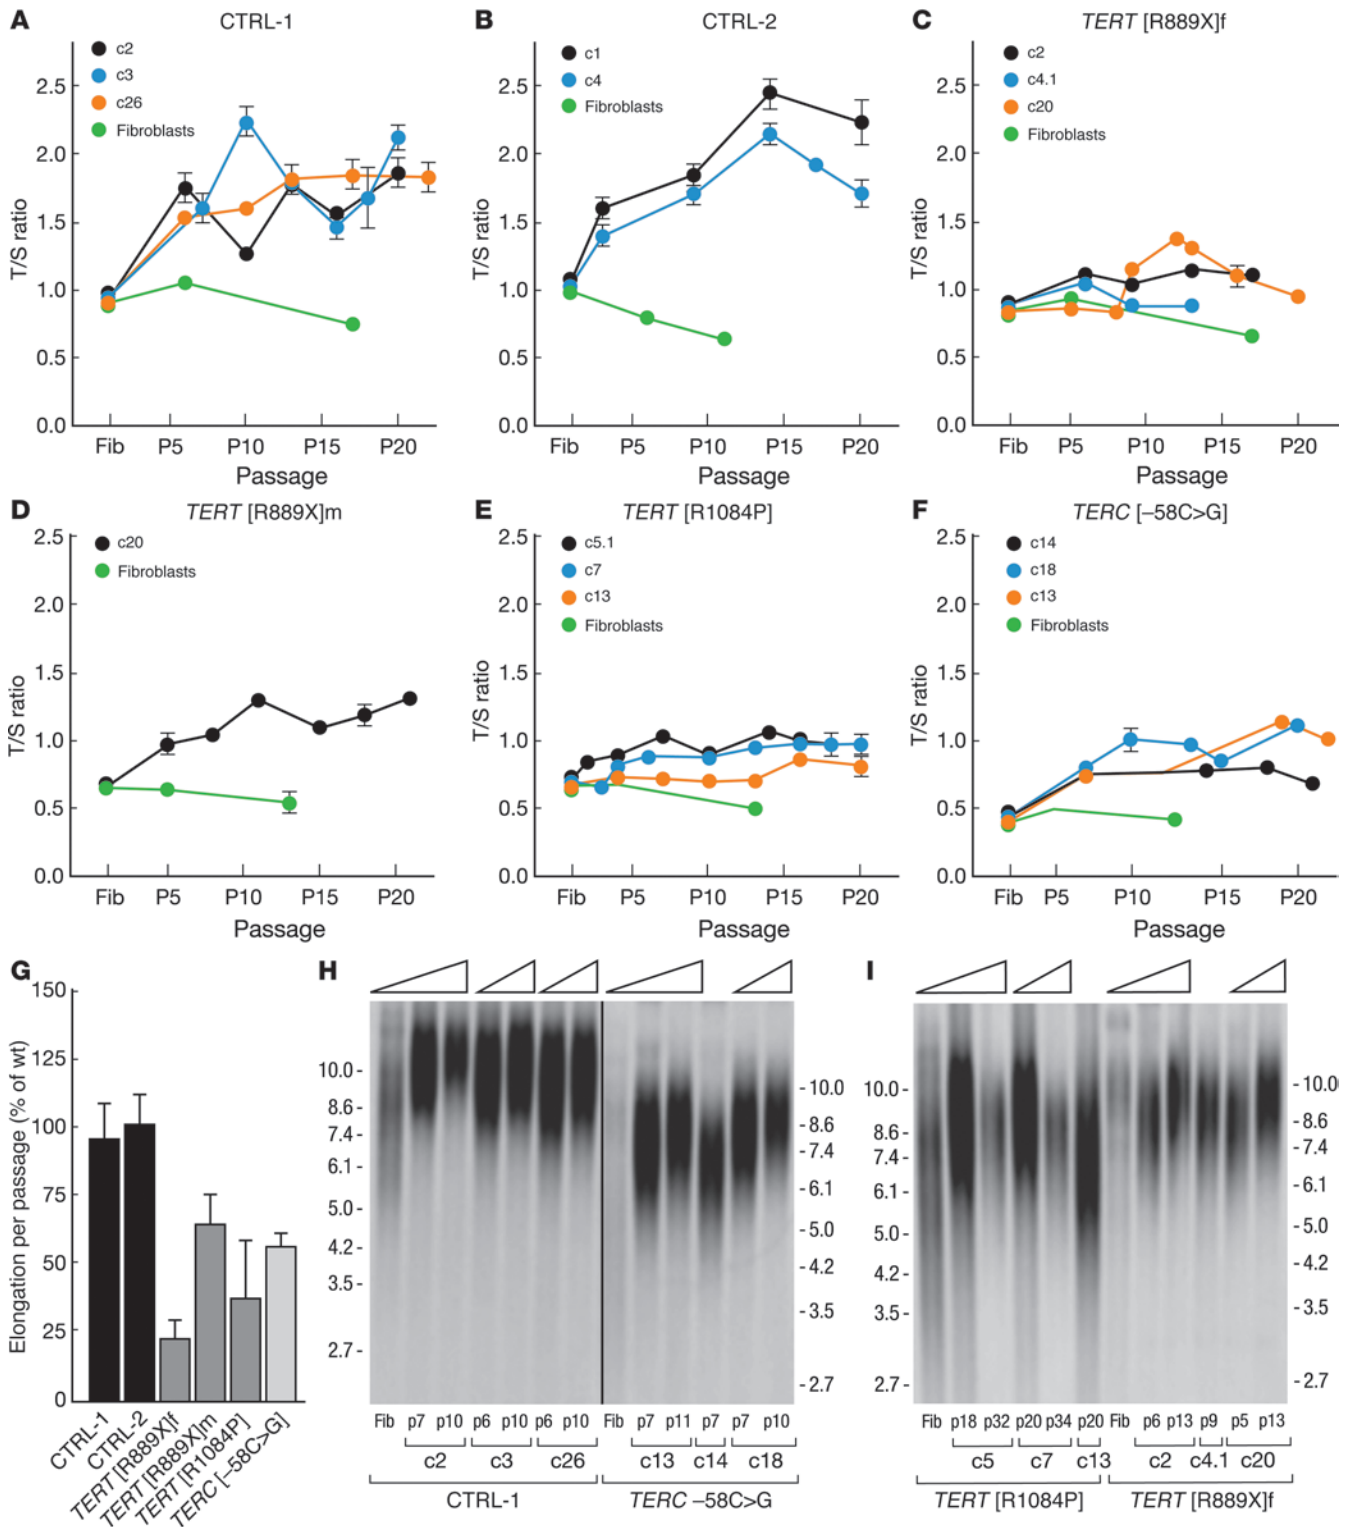 A
CTRL-1
c2
c3
c26
Fibroblasts
2.5
2.0
1.5
1.0
0.5
0.0
T/S ratio
Fib P5 P10 P15 P20
Passage
B
CTRL-2
c1
c4
Fibroblasts
2.5
2.0
1.5
1.0
0.5
0.0
T/S ratio
Fib P5 P10 P15 P20
Passage
C
TERT [R889X]f
c2
c4.1
c20
Fibroblasts
2.5
2.0
1.5
1.0
0.5
0.0
T/S ratio
Fib P5 P10 P15 P20
Passage
D
TERT [R889X]m
c20
Fibroblasts
2.5
2.0
1.5
1.0
0.5
0.0
T/S ratio
Fib P5 P10 P15 P20
Passage
E
TERT [R1084P]
c5.1
c7
c13
Fibroblasts
2.5
2.0
1.5
1.0
0.5
0.0
T/S ratio
Fib P5 P10 P15 P20
Passage
F
TERC [–58C>G]
c14
c18
c13
Fibroblasts
2.5
2.0
1.5
1.0
0.5
0.0
T/S ratio
Fib P5 P10 P15 P20
Passage
G
150
125
100
75
50
25
0
Elongation per passage (% of wt)
CTRL-1
CTRL-2
TERT [R889X]f
TERT [R889X]m
TERT [R1084P]
TERC [–58C>G]
H
10.0 -
8.6 -
7.4 -
6.1 -
5.0 -
4.2 -
3.5 -
2.7 -
- 10.0
- 8.6
- 7.4
- 6.1
- 5.0
- 4.2
- 3.5
- 2.7
Fib p7 p10 p6 p10 p6 p10 Fib p7 p11 p7 p7 p10
c2 c3 c26 c13 c14 c18
CTRL-1 TERC –58C>G
I
10.0 -
8.6 -
7.4 -
6.1 -
5.0 -
4.2 -
3.5 -
2.7 -
- 10.0
- 8.6
- 7.4
- 6.1
- 5.0
- 4.2
- 3.5
- 2.7
Fib p18 p32 p20 p34 p20 Fib p6 p13 p9 p5 p13
c5 c7 c13 c2 c4.1 c20
TERT [R1084P] TERT [R889X]f